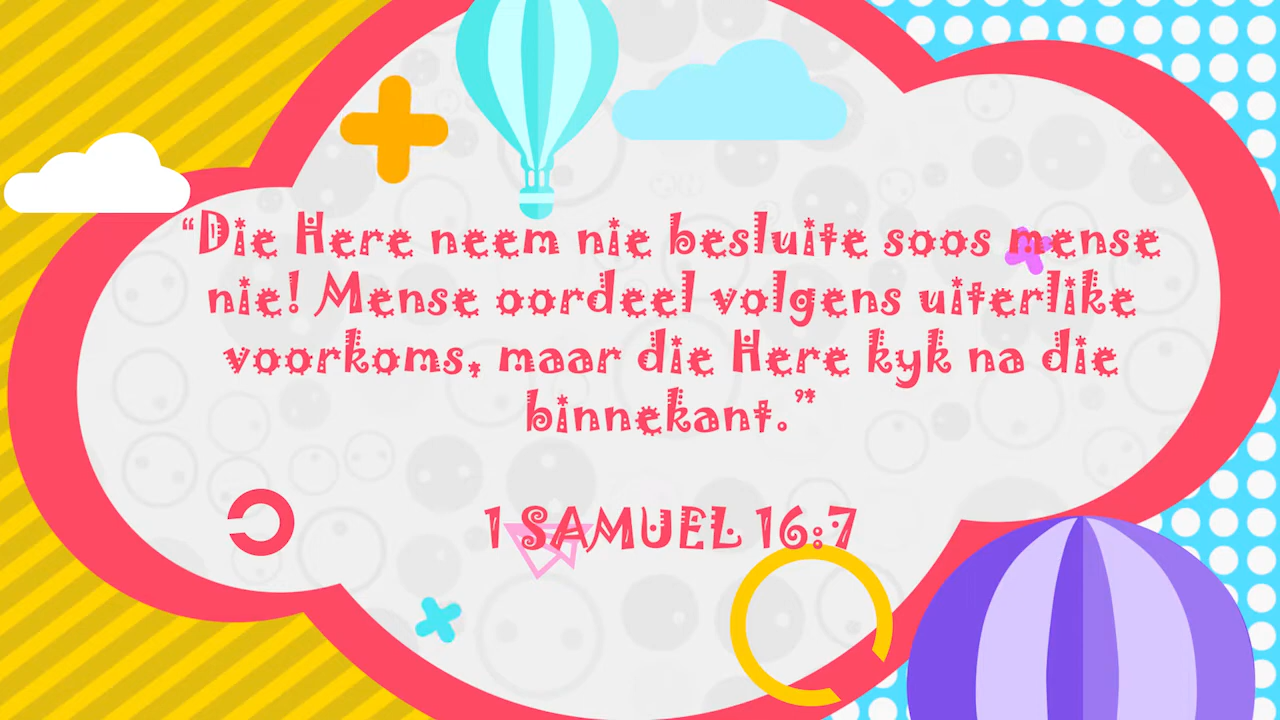 “Die Here neem nie besluite soos mense
nie! Mense oordeel volgens uiterlike
voorkoms, maar die Here kyk na die
binnekant.”
1 SAMUEL 16:7